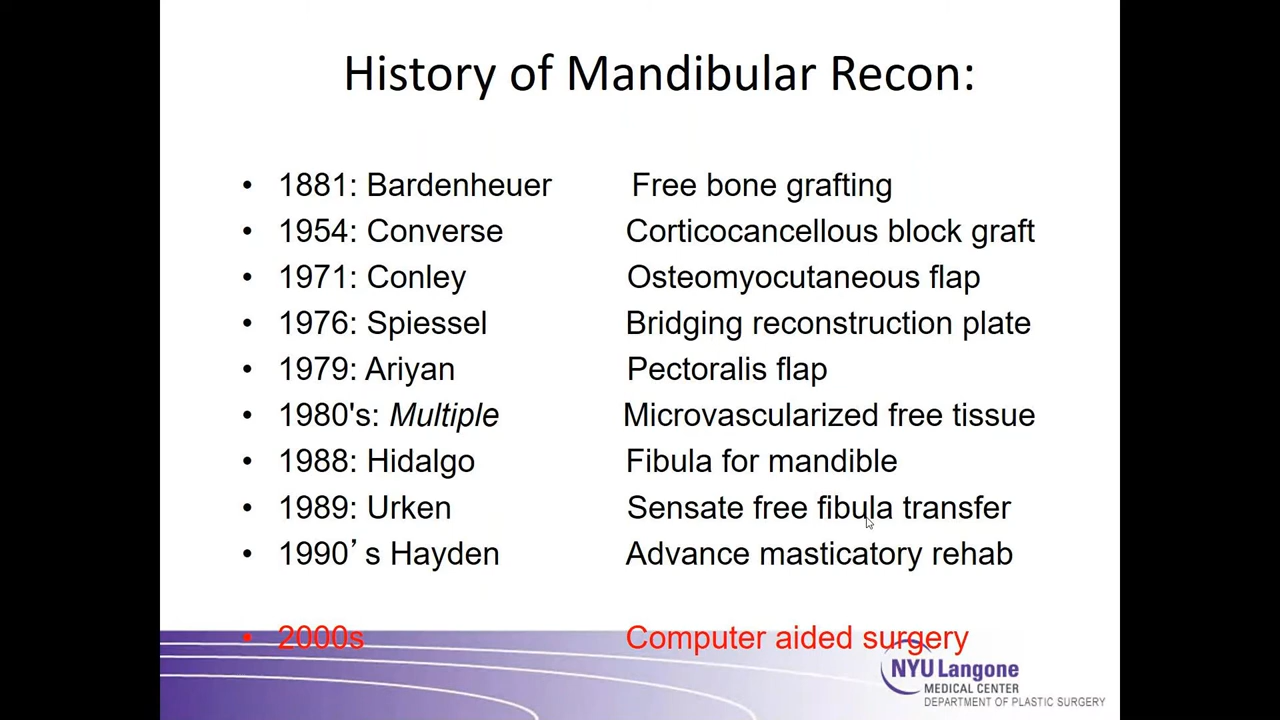 History of Mandibular Recon:
• 1881: Bardenheuer Free bone grafting
• 1954: Converse Corticocancellous block graft
• 1971: Conley Osteomyocutaneous flap
• 1976: Spiessel Bridging reconstruction plate
• 1979: Ariyan Pectoralis flap
• 1980's: Multiple Microvascularized free tissue
• 1988: Hidalgo Fibula for mandible
• 1989: Urken Sensate free fibula transfer
• 1990’s Hayden Advance masticatory rehab
• 2000s Computer aided surgery
NYU Langone
MEDICAL CENTER
DEPARTMENT OF PLASTIC SURGERY